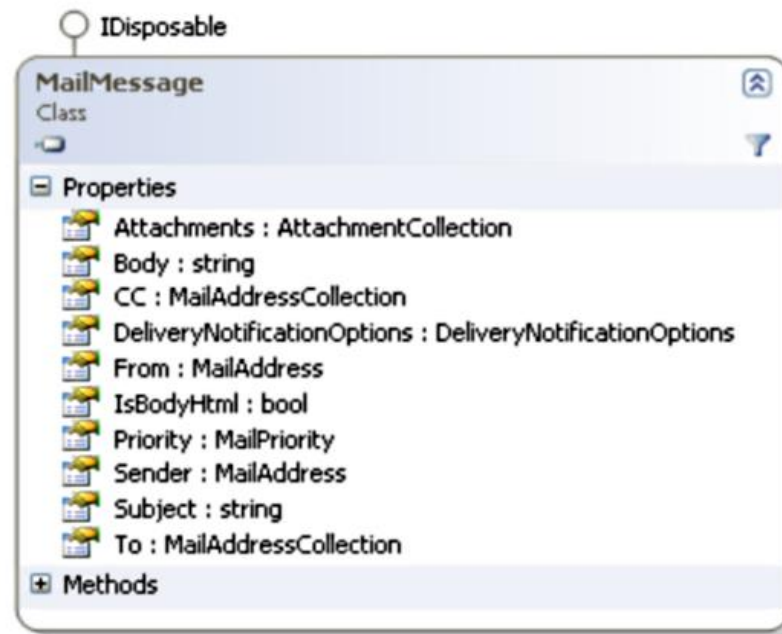 IDisposable
MailMessage
Class
Properties
Attachments : AttachmentCollection
Body : string
CC : MailAddressCollection
DeliveryNotificationOptions : DeliveryNotificationOptions
From : MailAddress
IsBodyHtml : bool
Priority : MailPriority
Sender : MailAddress
Subject : string
To : MailAddressCollection
Methods